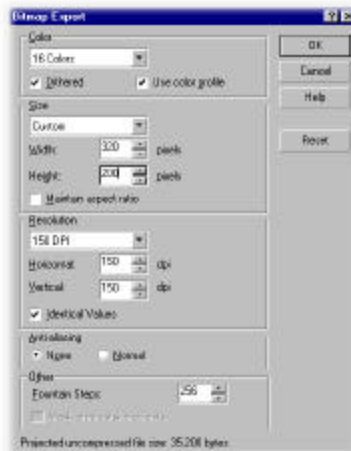 Bitmap Export
Color
16 Colors
Dithered
Use color profile
OK
Cancel
Help
Reset
Size
Custom
Width:
320
pixels
Height:
200
pixels
Maintain aspect ratio
Resolution
150 DPI
Horizontal:
150
dpi
Vertical:
150
dpi
Identical Values
Anti-aliasing
None
Normal
Other
Fountain Steps:
256
Projected uncompressed file size: 35,200 bytes